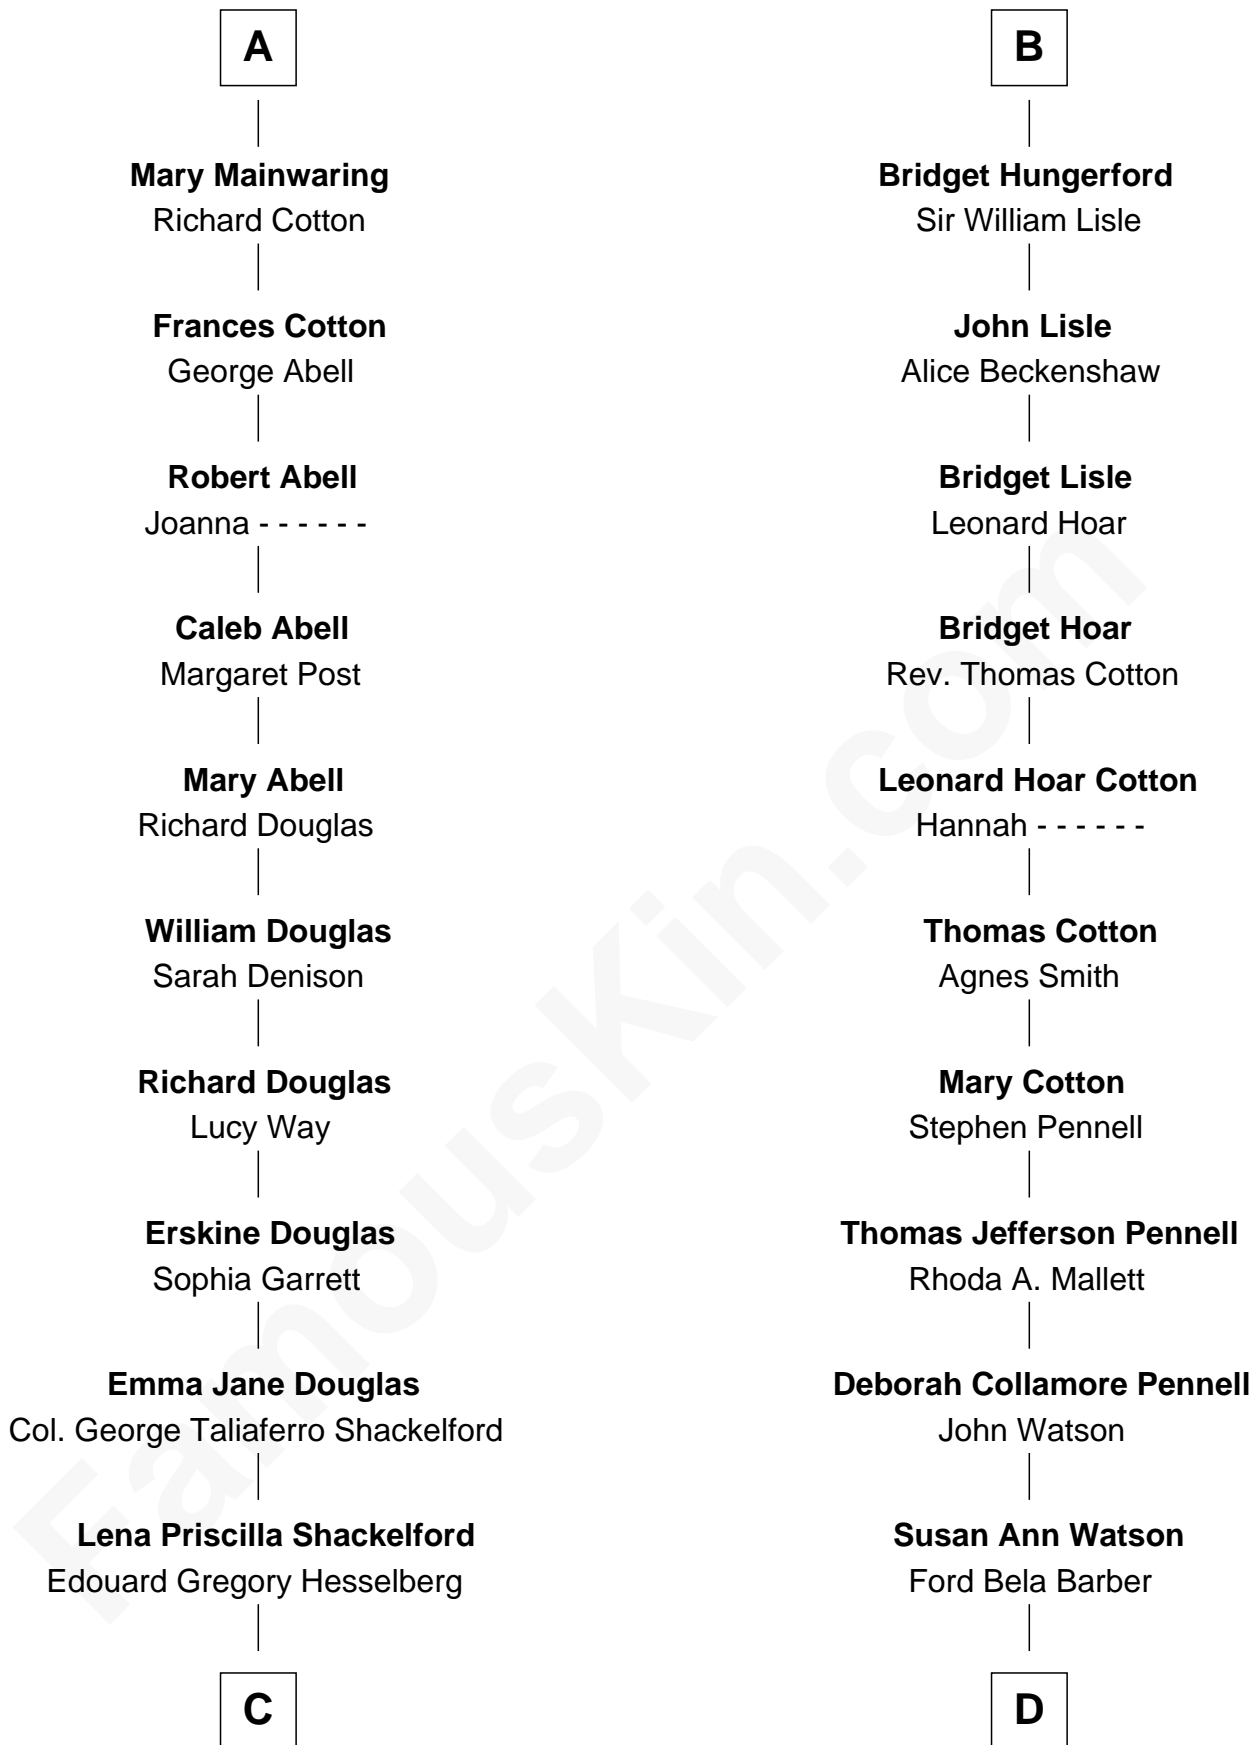 A
Mary Mainwaring
Richard Cotton
Frances Cotton
George Abell
Robert Abell
Joanna - - - - - -
Caleb Abell
Margaret Post
Mary Abell
Richard Douglas
William Douglas
Sarah Denison
Richard Douglas
Lucy Way
Erskine Douglas
Sophia Garrett
Emma Jane Douglas
Col. George Taliaferro Shackelford
Lena Priscilla Shackelford
Edouard Gregory Hesselberg
C
B
Bridget Hungerford
Sir William Lisle
John Lisle
Alice Beckenshaw
Bridget Lisle
Leonard Hoar
Bridget Hoar
Rev. Thomas Cotton
Leonard Hoar Cotton
Hannah - - - - - -
Thomas Cotton
Agnes Smith
Mary Cotton
Stephen Pennell
Thomas Jefferson Pennell
Rhoda A. Mallett
Deborah Collamore Pennell
John Watson
Susan Ann Watson
Ford Bela Barber
D
FamousKin.com